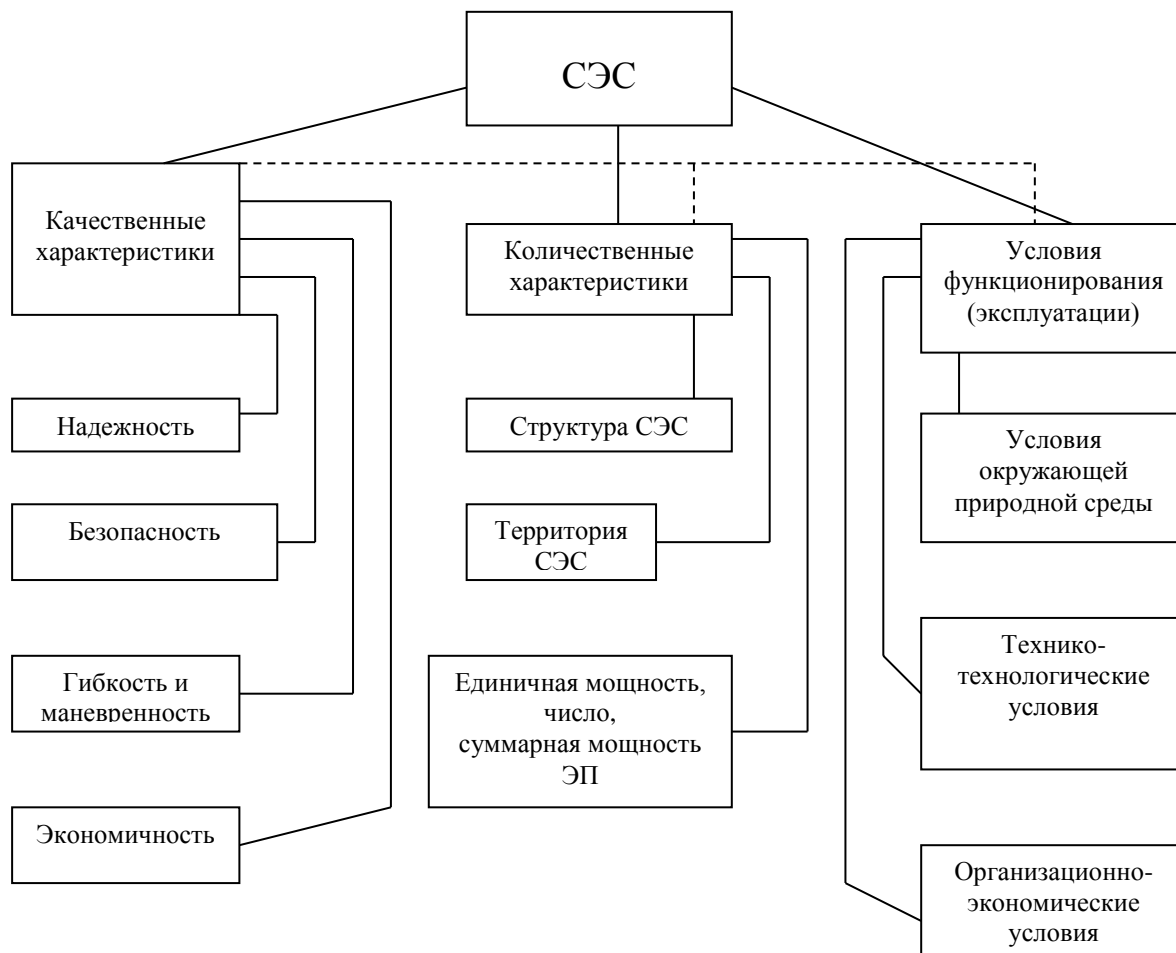 СЭС
Качественные
характеристики
Количественные
характеристики
Условия
функционирования
(эксплуатации)
Надежность
Структура СЭС
Условия
окружающей
природной среды
Безопасность
Территория
СЭС
Гибкость и
маневренность
Единичная мощность,
число,
суммарная мощность
ЭП
Технико-
технологические
условия
Экономичность
Организационно-
экономические
условия